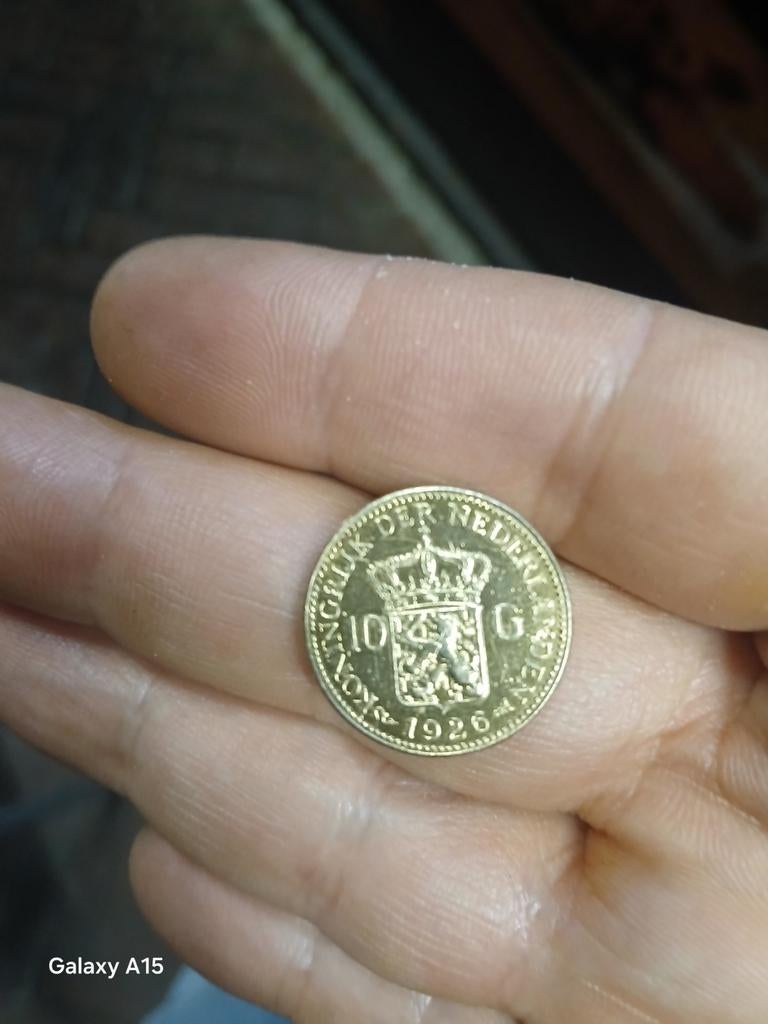 KONINGRIJK DER NEDERLANDEN
10 G
1926
Galaxy A15